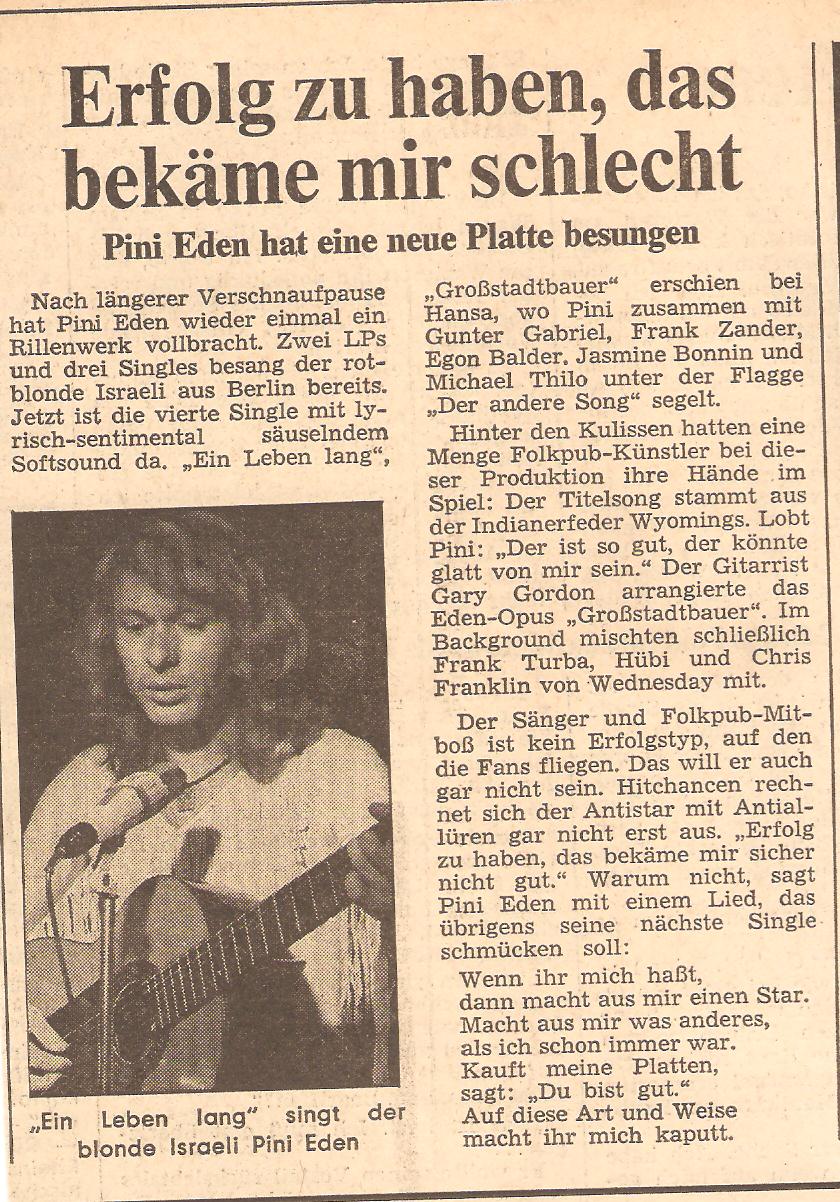 Erfolg zu haben, das
bekäme mir schlecht
Pini Eden hat eine neue Platte besungen
Nach längerer Verschnaufpause
hat Pini Eden wieder einmal ein
Rillenwerk vollbracht. Zwei LPs
und drei Singles besang der rot-
blonde Israeli aus Berlin bereits.
Jetzt ist die vierte Single mit ly-
risch-sentimental säuselndem
Softsound da. „Ein Leben lang“,
„Großstadtbauer“ erschien bei
Hansa, wo Pini zusammen mit
Gunter Gabriel, Frank Zander,
Egon Balder. Jasmine Bonnin und
Michael Thilo unter der Flagge
„Der andere Song“ segelt.
Hinter den Kulissen hatten eine
Menge Folkpub-Künstler bei die-
ser Produktion ihre Hände im
Spiel: Der Titelsong stammt aus
der Indianerfeder Wyomings. Lobt
Pini: „Der ist so gut, der könnte
glatt von mir sein.“ Der Gitarrist
Gary Gordon arrangierte das
Eden-Opus „Großstadtbauer“. Im
Background mischten schließlich
Frank Turba, Hübi und Chris
Franklin von Wednesday mit.
Der Sänger und Folkpub-Mit-
boß ist kein Erfolgstyp, auf den
die Fans fliegen. Das will er auch
gar nicht sein. Hitchancen rech-
net sich der Antistar mit Antial-
lüren gar nicht erst aus. „Erfolg
zu haben, das bekäme mir sicher
nicht gut.“ Warum nicht, sagt
Pini Eden mit einem Lied, das
übrigens seine nächste Single
schmücken soll:
Wenn ihr mich haßt,
dann macht aus mir einen Star.
Macht aus mir was anderes,
als ich schon immer war.
Kauft meine Platten,
sagt: „Du bist gut.“
Auf diese Art und Weise
macht ihr mich kaputt.
„Ein Leben lang“ singt der
blonde Israeli Pini Eden